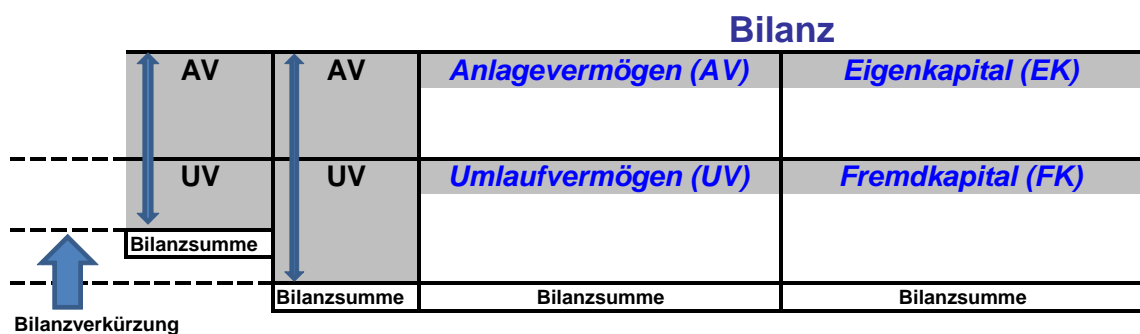 Bilanz
AV AV Anlagevermögen (AV) Eigenkapital (EK)
UV UV Umlaufvermögen (UV) Fremdkapital (FK)
Bilanzsumme
Bilanzsumme Bilanzsumme Bilanzsumme
Bilanzverkürzung